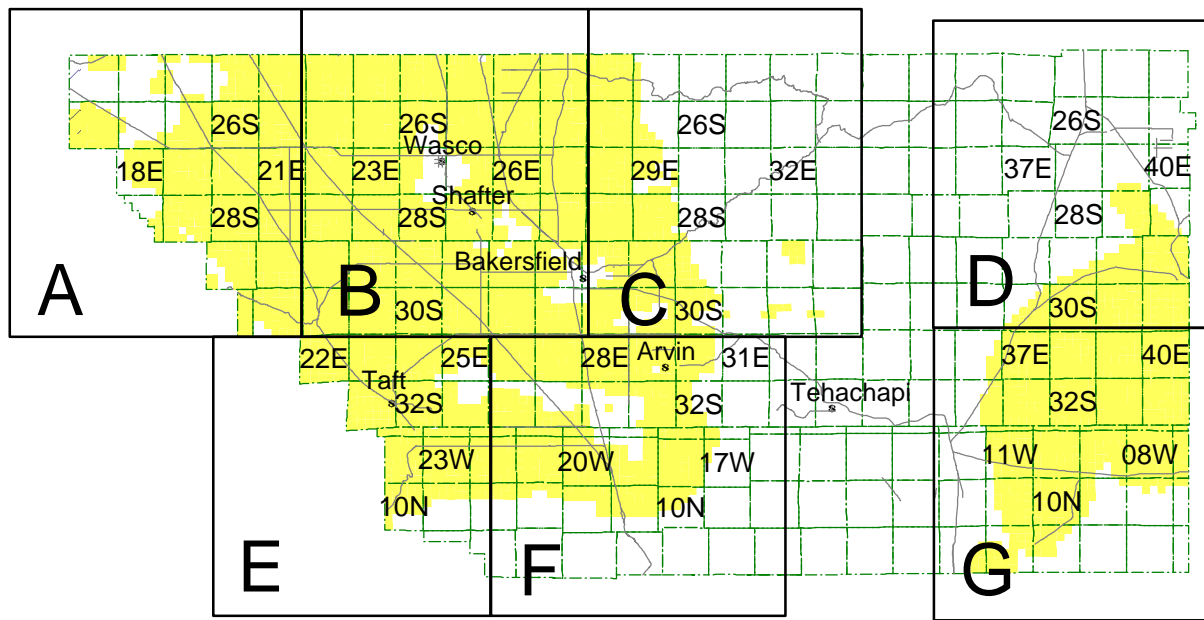 26S 26S 26S 26S
Wasco
18E 21E 23E 26E 29E 32E 37E 40E
Shafter
28S 28S 28S 28S
Bakersfield
A B C D
30S 30S 30S
22E 25E 28E Arvin 31E 37E 40E
Taft Tehachapi
32S 32S 32S
23W 20W 17W 11W 08W
10N 10N 10N
E F G